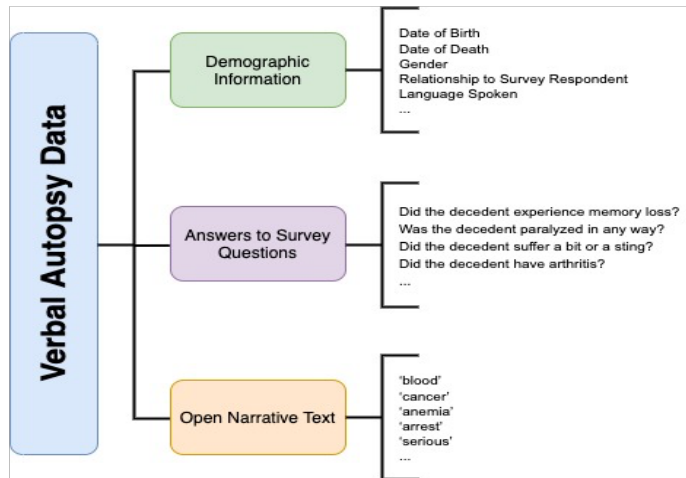 Verbal Autopsy Data
Demographic
Information
Date of Birth
Date of Death
Gender
Relationship to Survey Respondent
Language Spoken
...
Answers to Survey
Questions
Did the decedent experience memory loss?
Was the decedent paralyzed in any way?
Did the decedent suffer a bit or a sting?
Did the decedent have arthritis?
...
Open Narrative Text
'blood'
'cancer'
'anemia'
'arrest'
'serious'
...